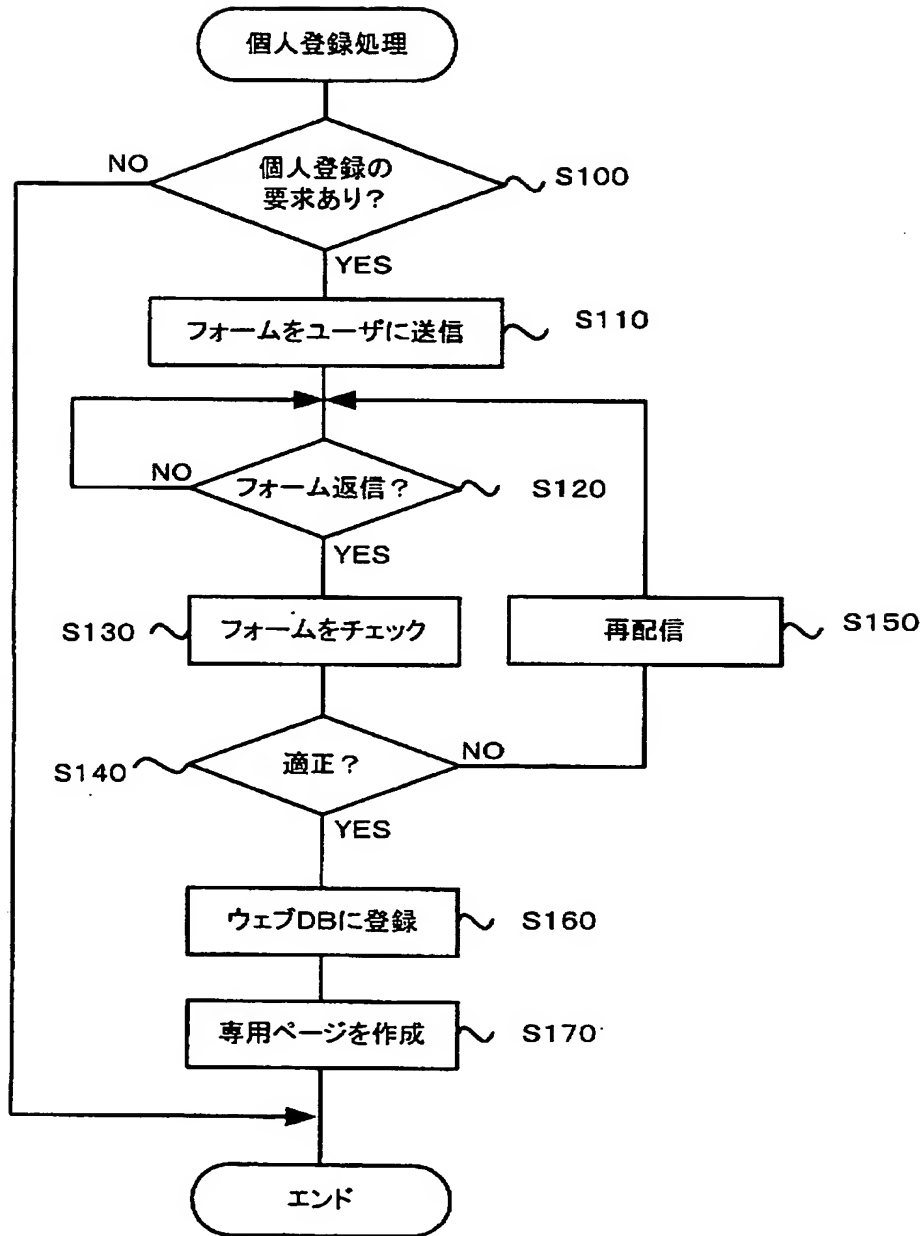 個人登録処理
個人登録の
要求あり?
NO
S100
YES
フォームをユーザに送信
S110
NO
フォーム返信?
S120
YES
S130
フォームをチェック
再配信
S150
S140
適正?
NO
YES
ウェブDBに登録
S160
専用ページを作成
S170
エンド